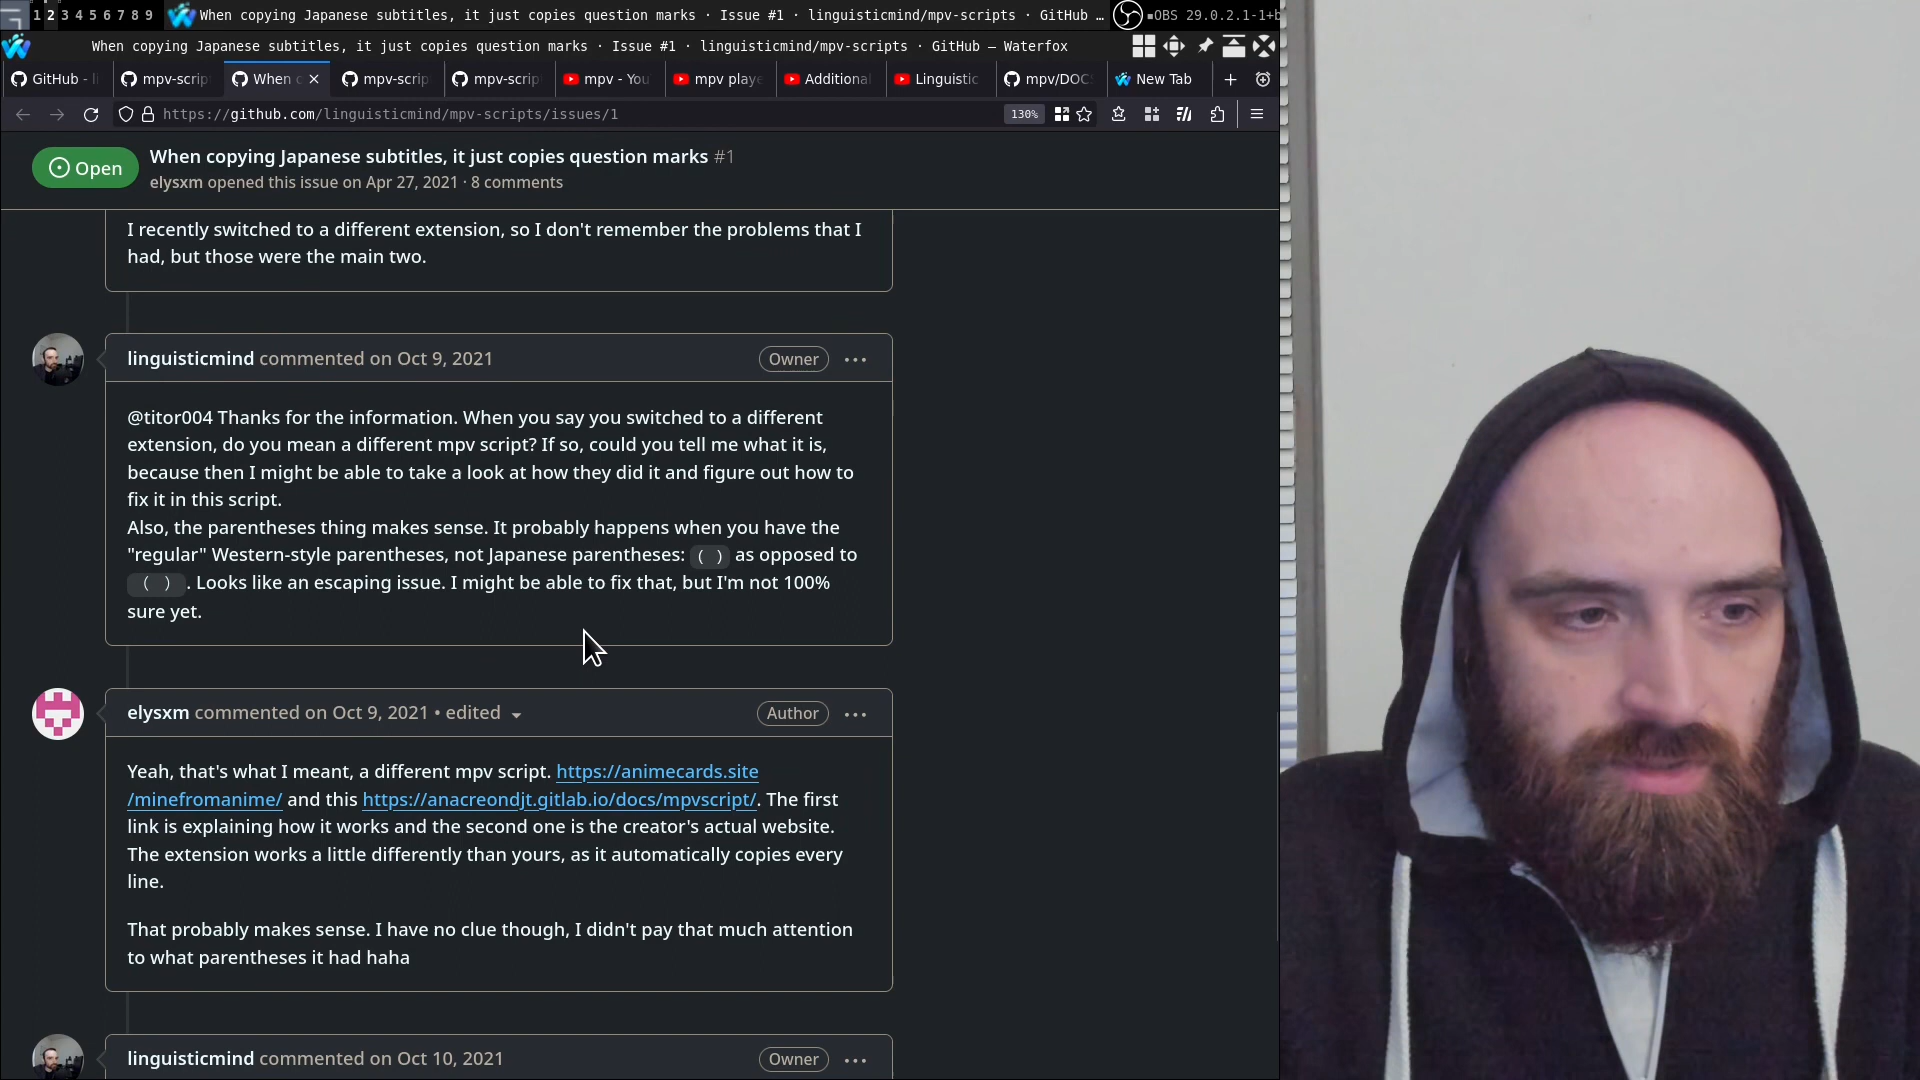 1 2 3 4 5 6 7 8 9 When copying Japanese subtitles, it just copies question marks · Issue #1 · linguisticmind/mpv-scripts · GitHub … OBS 29.0.2.1-1+b
When copying Japanese subtitles, it just copies question marks · Issue #1 · linguisticmind/mpv-scripts · GitHub — Waterfox
GitHub - l mpv-scrip When c mpv-scrip mpv-scrip mpv - You mpv playe Additional Linguistic mpv/DOC New Tab
https://github.com/linguisticmind/mpv-scripts/issues/1 130%
Open
When copying Japanese subtitles, it just copies question marks #1
elysxm opened this issue on Apr 27, 2021 · 8 comments
I recently switched to a different extension, so I don't remember the problems that I
had, but those were the main two.
linguisticmind commented on Oct 9, 2021 Owner ···
@titor004 Thanks for the information. When you say you switched to a different
extension, do you mean a different mpv script? If so, could you tell me what it is,
because then I might be able to take a look at how they did it and figure out how to
fix it in this script.
Also, the parentheses thing makes sense. It probably happens when you have the
"regular" Western-style parentheses, not Japanese parentheses: ( ) as opposed to
（ ）. Looks like an escaping issue. I might be able to fix that, but I'm not 100%
sure yet.
elysxm commented on Oct 9, 2021 • edited Author ···
Yeah, that's what I meant, a different mpv script. https://animecards.site
/minefromanime/ and this https://anacreondjt.gitlab.io/docs/mpvscript/. The first
link is explaining how it works and the second one is the creator's actual website.
The extension works a little differently than yours, as it automatically copies every
line.
That probably makes sense. I have no clue though, I didn't pay that much attention
to what parentheses it had haha
linguisticmind commented on Oct 10, 2021 Owner ···